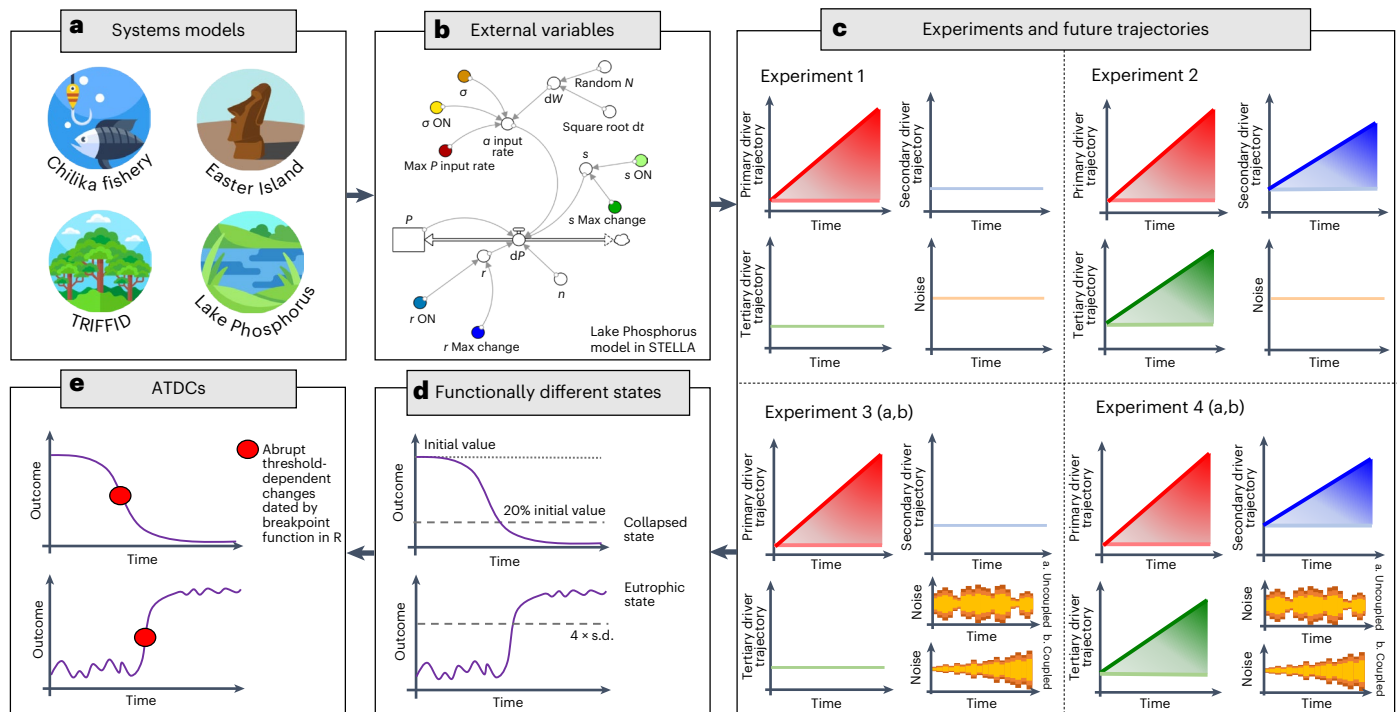 a Systems models
Chilika fishery
Easter Island
TRIFFID
Lake Phosphorus
b External variables
σ
σ ON
Max P input rate
α input
rate
dW
Random N
Square root dt
s
s ON
s Max change
P
dP
r
n
r ON
r Max change
Lake Phosphorus
model in STELLA
c Experiments and future trajectories
Experiment 1
Primary driver
trajectory
Time
Secondary driver
trajectory
Time
Tertiary driver
trajectory
Time
Noise
Time
Experiment 2
Primary driver
trajectory
Time
Secondary driver
trajectory
Time
Tertiary driver
trajectory
Time
Noise
Time
Experiment 3 (a,b)
Primary driver
trajectory
Time
Secondary driver
trajectory
Time
Tertiary driver
trajectory
Time
Noise
Time
a. Uncoupled
Noise
Time
b. Coupled
Experiment 4 (a,b)
Primary driver
trajectory
Time
Secondary driver
trajectory
Time
Tertiary driver
trajectory
Time
Noise
Time
a. Uncoupled
Noise
Time
b. Coupled
d Functionally different states
Outcome
Initial value
20% initial value
Collapsed
state
Time
Outcome
Eutrophic
state
4 × s.d.
Time
e ATDCs
Outcome
Time
Abrupt
threshold-
dependent
changes
dated by
breakpoint
function in R
Outcome
Time